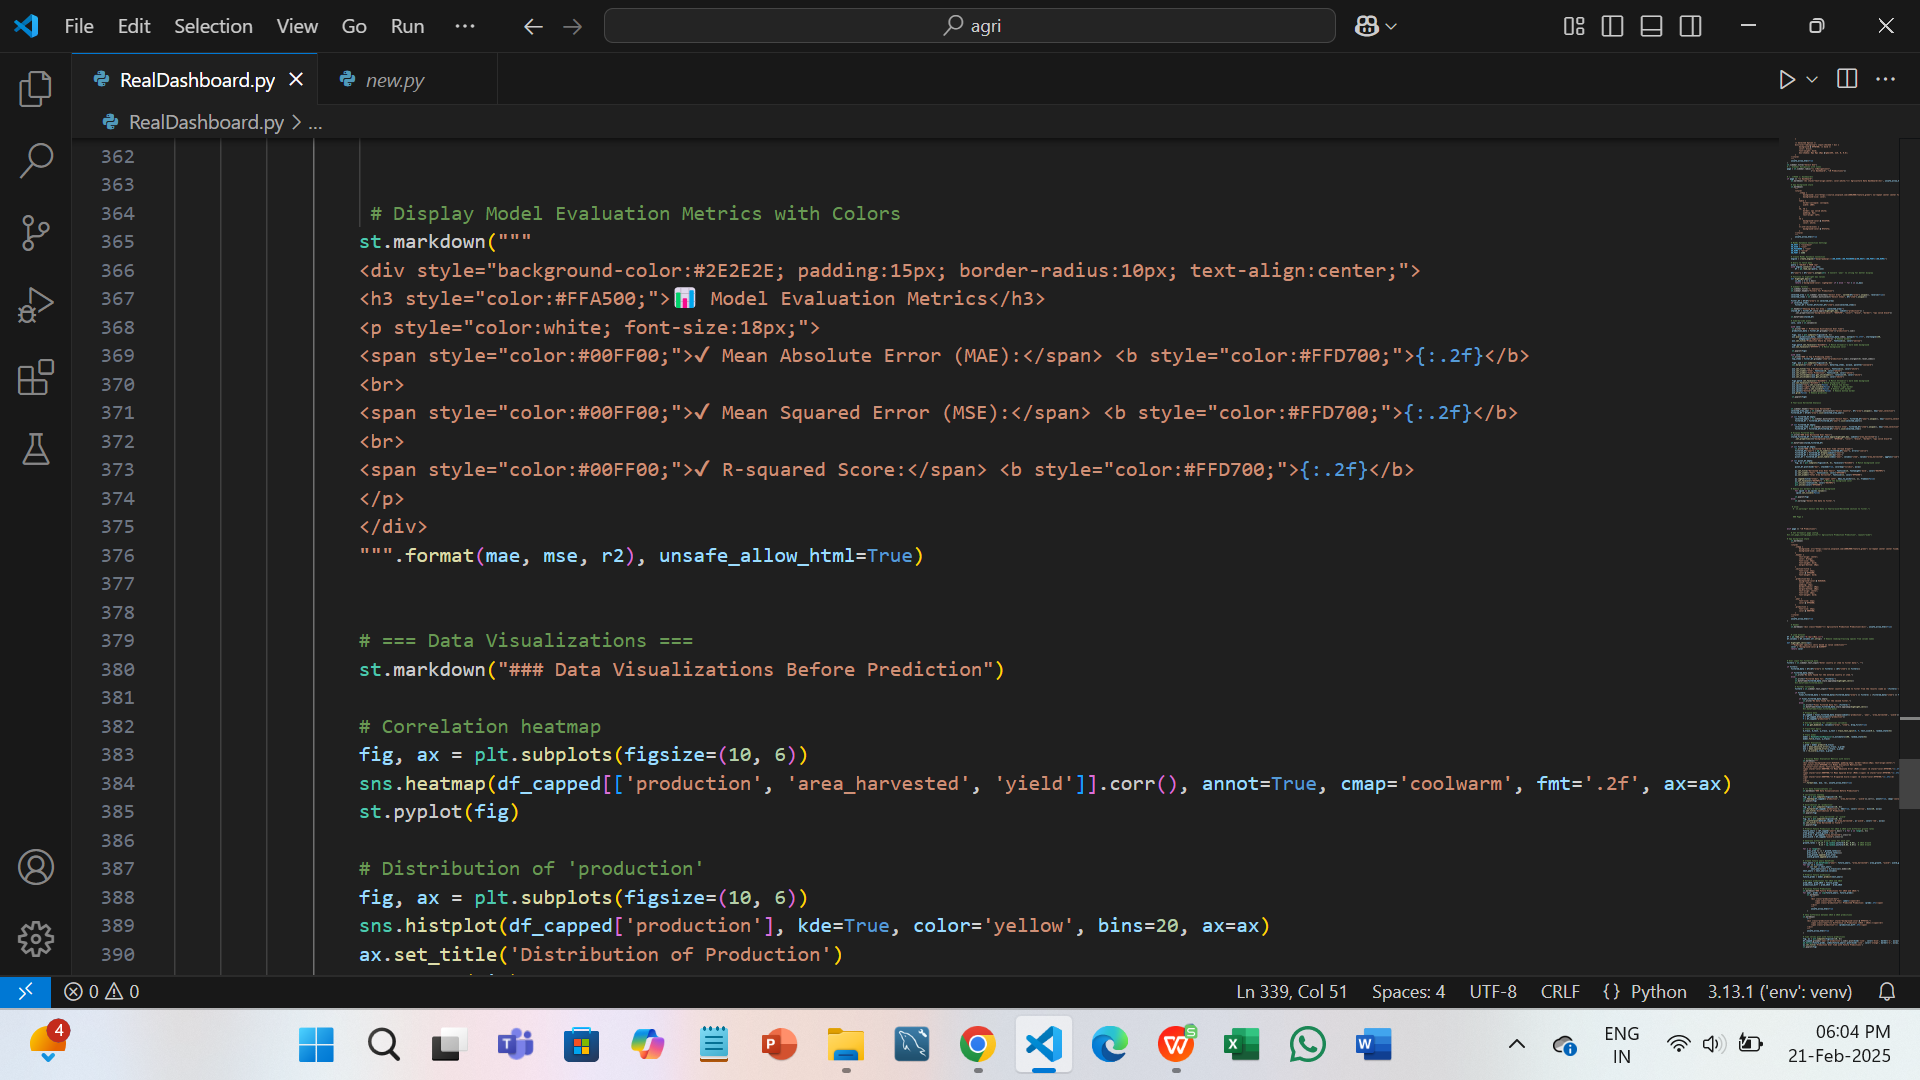 File Edit Selection View Go Run ··· agri
RealDashboard.py new.py
RealDashboard.py > ...
362
363
364 # Display Model Evaluation Metrics with Colors
365 st.markdown("""
366 <div style="background-color:#2E2E2E; padding:15px; border-radius:10px; text-align:center;">
367 <h3 style="color:#FFA500;">📊 Model Evaluation Metrics</h3>
368 <p style="color:white; font-size:18px;">
369 <span style="color:#00FF00;">✔ Mean Absolute Error (MAE):</span> <b style="color:#FFD700;">{:.2f}</b>
370 <br>
371 <span style="color:#00FF00;">✔ Mean Squared Error (MSE):</span> <b style="color:#FFD700;">{:.2f}</b>
372 <br>
373 <span style="color:#00FF00;">✔ R-squared Score:</span> <b style="color:#FFD700;">{:.2f}</b>
374 </p>
375 </div>
376 """.format(mae, mse, r2), unsafe_allow_html=True)
377
378
379 # === Data Visualizations ===
380 st.markdown("### Data Visualizations Before Prediction")
381
382 # Correlation heatmap
383 fig, ax = plt.subplots(figsize=(10, 6))
384 sns.heatmap(df_capped[['production', 'area_harvested', 'yield']].corr(), annot=True, cmap='coolwarm', fmt='.2f', ax=ax)
385 st.pyplot(fig)
386
387 # Distribution of 'production'
388 fig, ax = plt.subplots(figsize=(10, 6))
389 sns.histplot(df_capped['production'], kde=True, color='yellow', bins=20, ax=ax)
390 ax.set_title('Distribution of Production')
0 0 Ln 339, Col 51 Spaces: 4 UTF-8 CRLF {} Python 3.13.1 ('env': venv)
4 ENG 06:04 PM
IN 21-Feb-2025